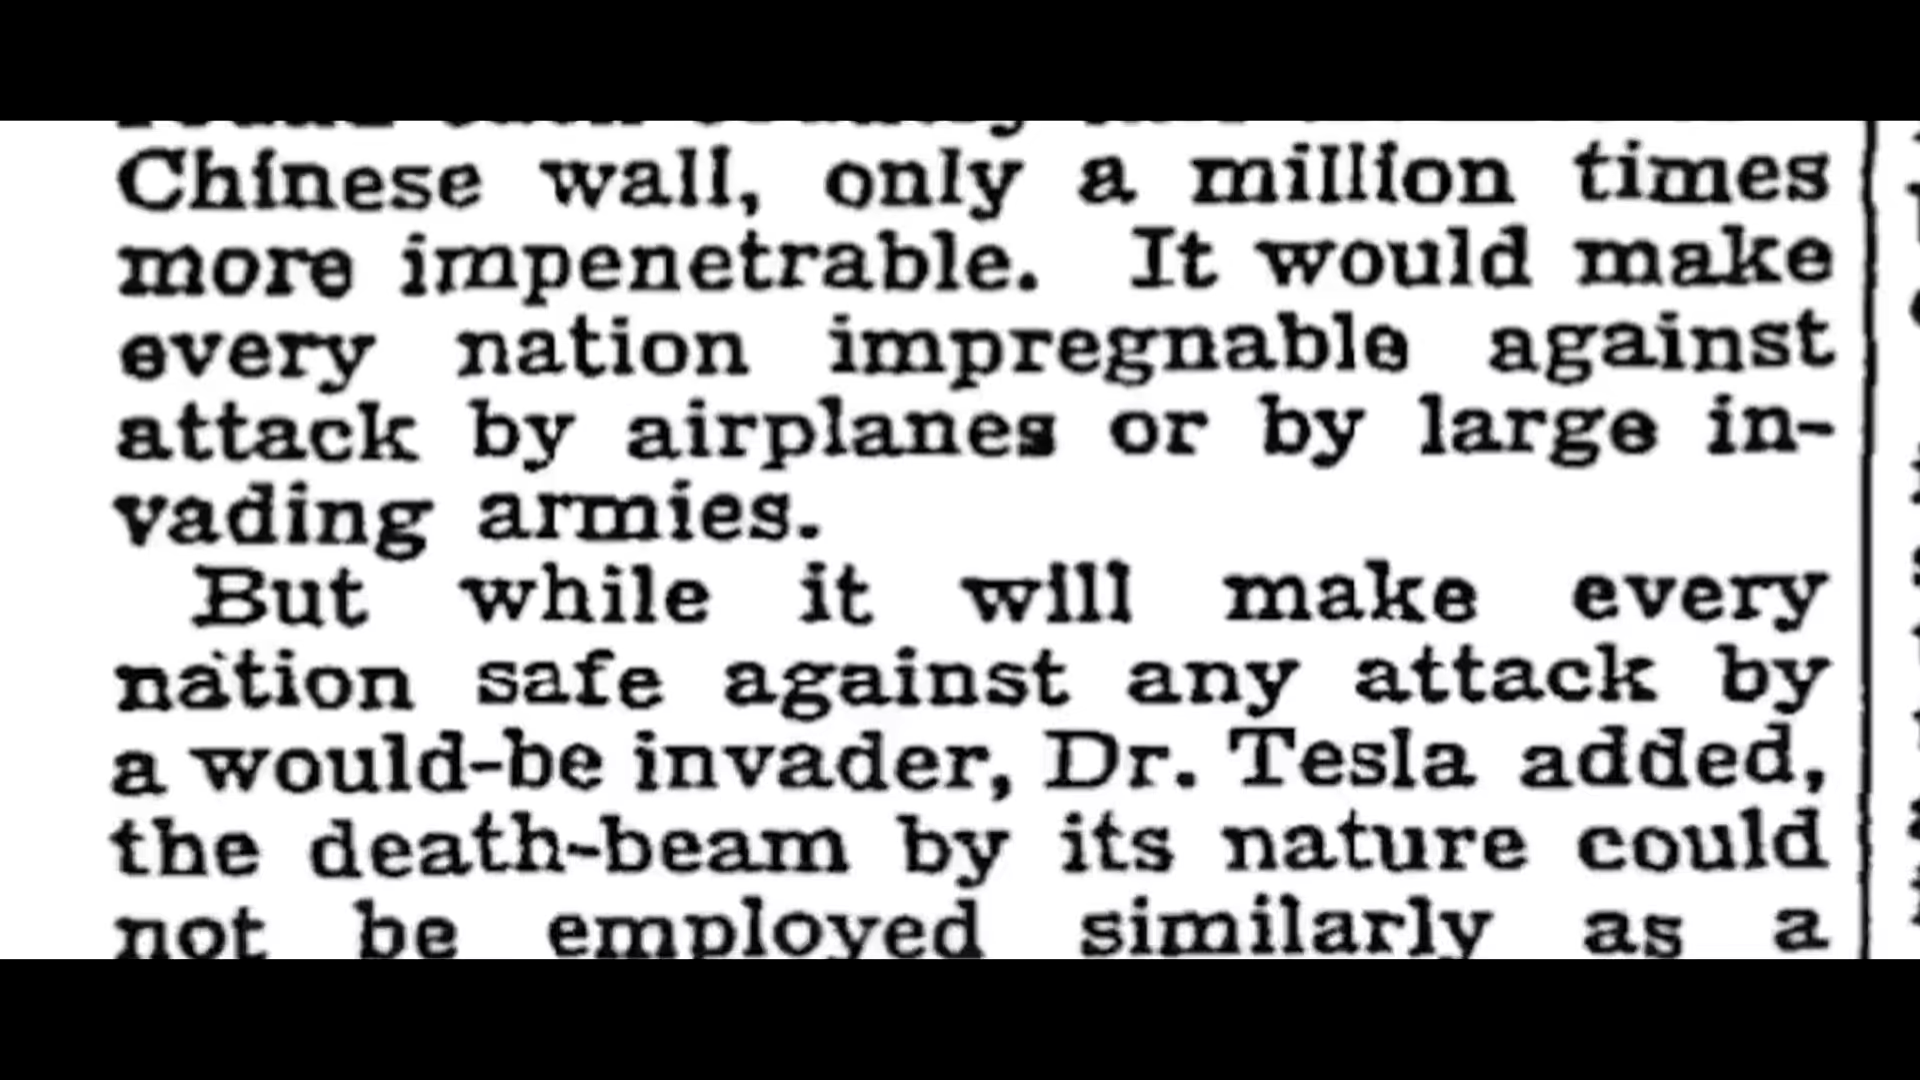 Chinese wall, only a million times
more impenetrable. It would make
every nation impregnable against
attack by airplanes or by large in-
vading armies.
But while it will make every
nation safe against any attack by
a would-be invader, Dr. Tesla added,
the death-beam by its nature could
not be employed similarly as a